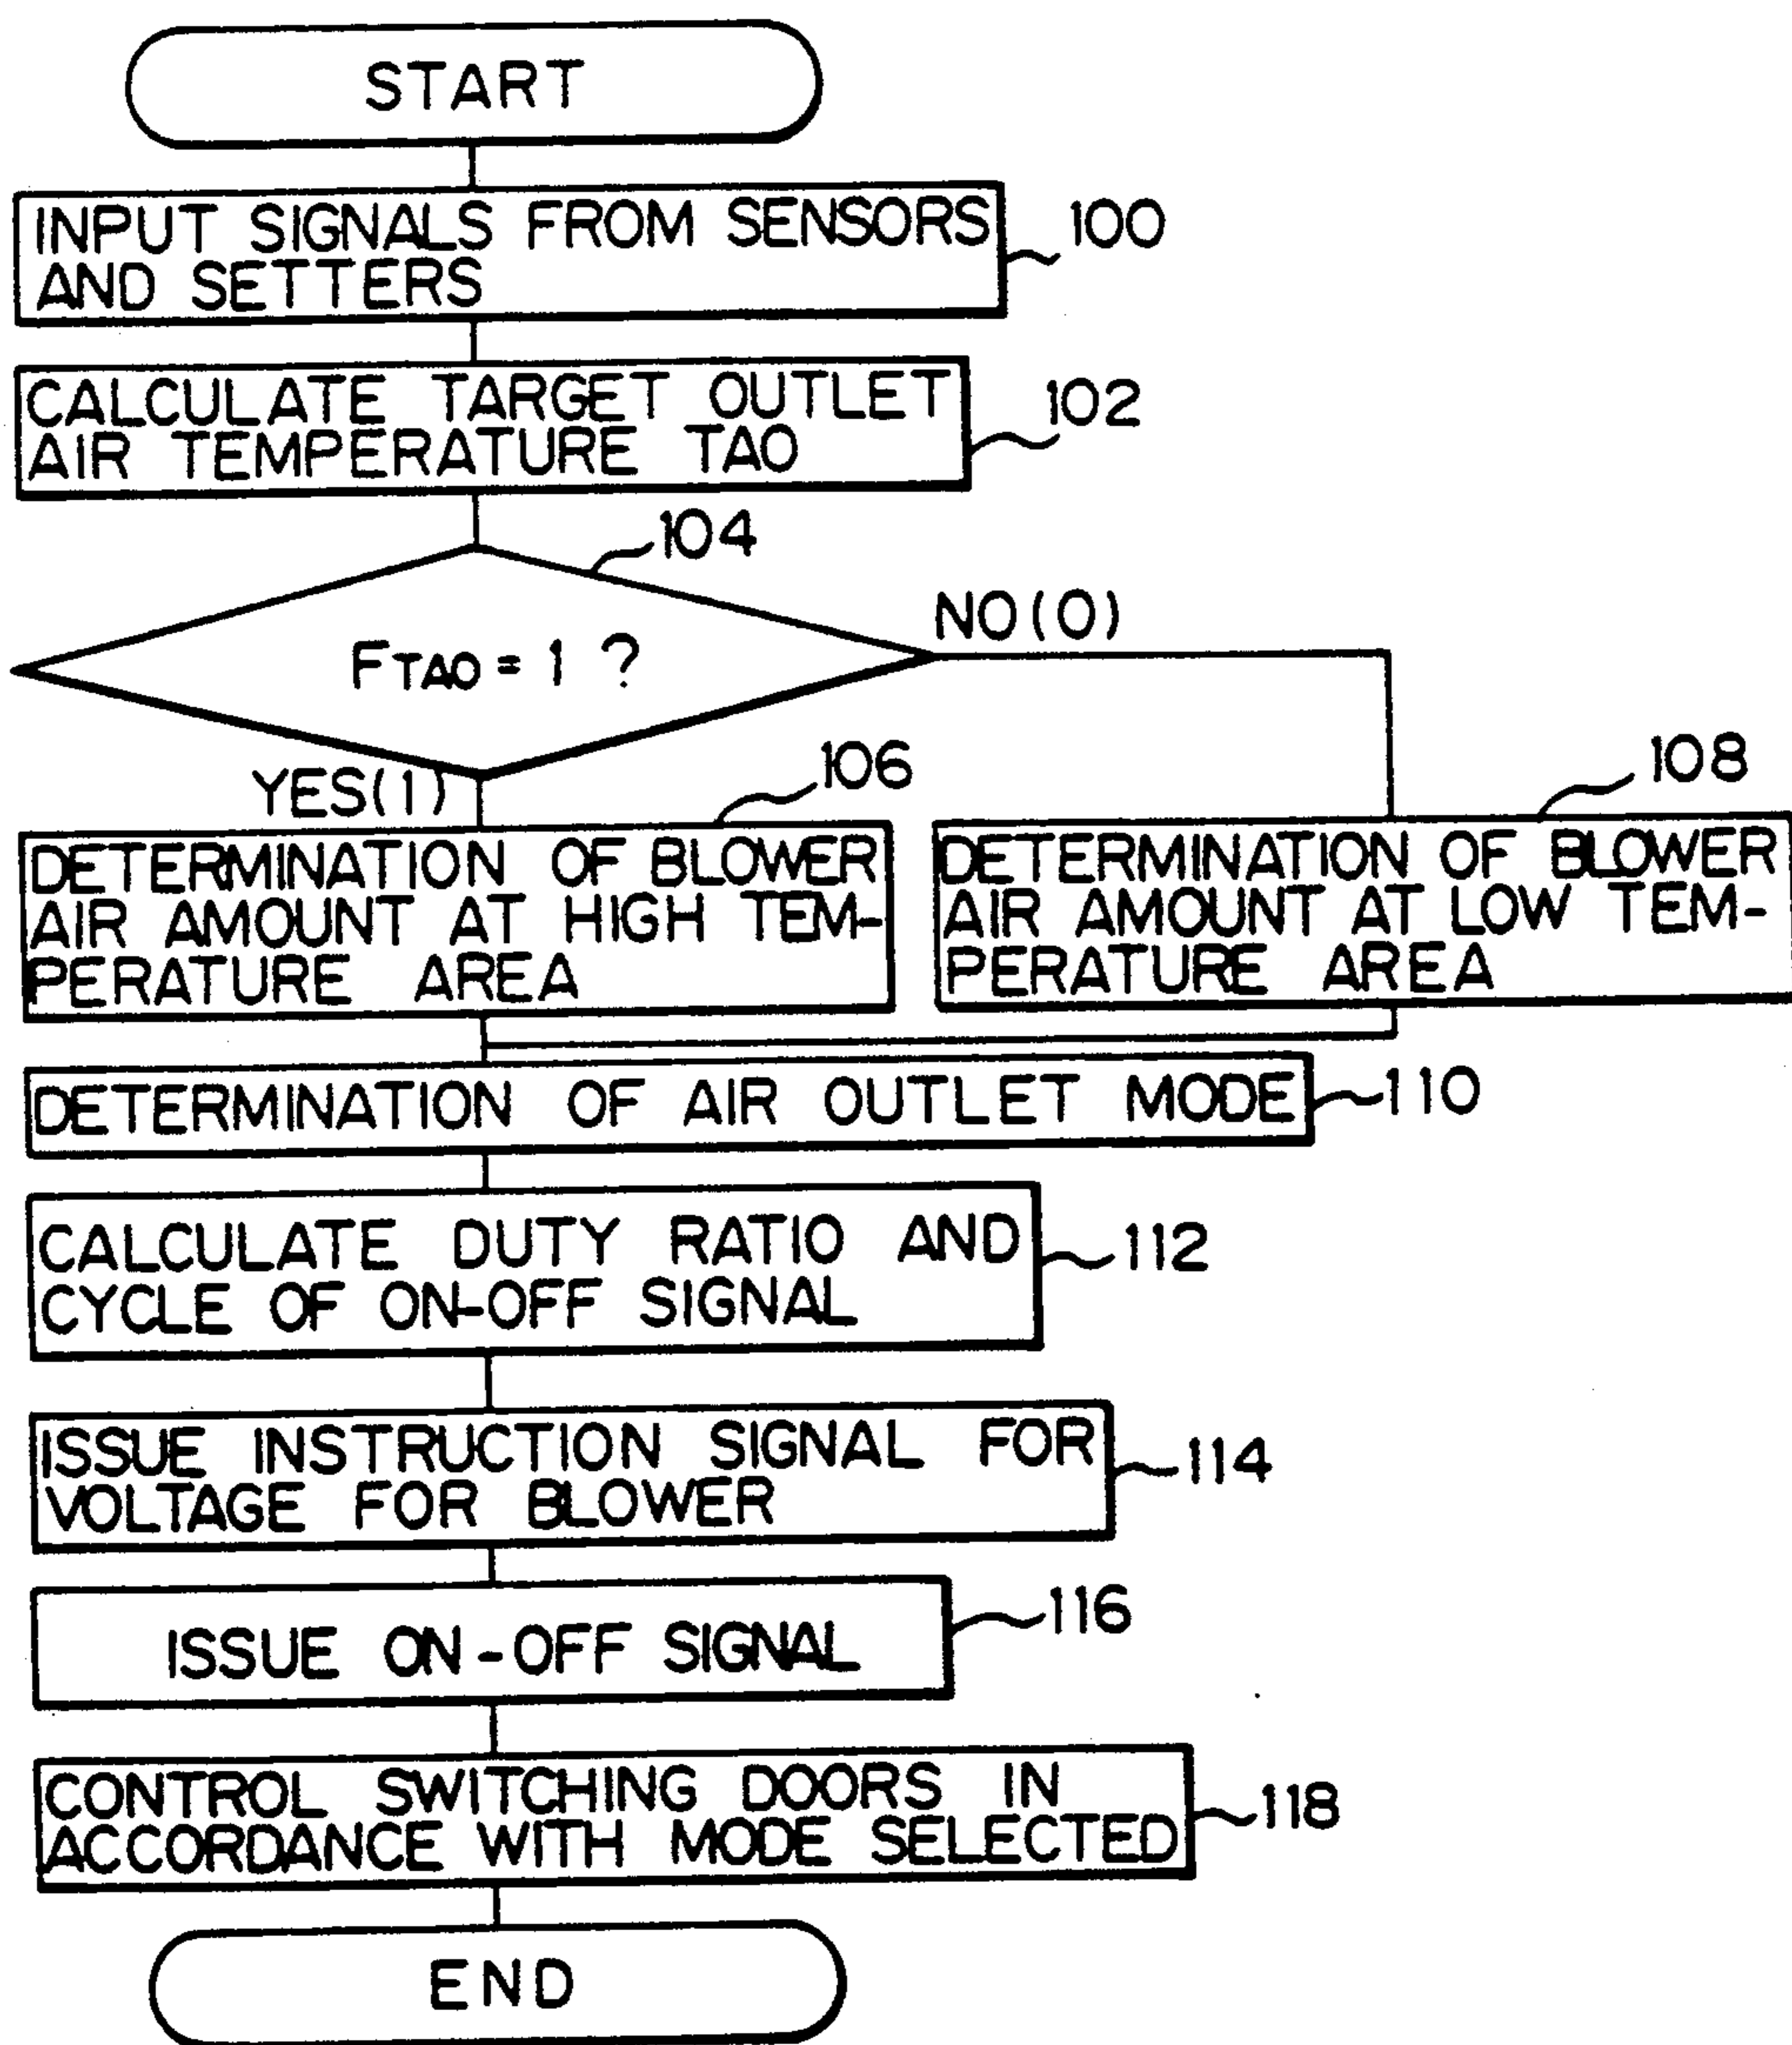 START
INPUT SIGNALS FROM SENSORS
AND SETTERS
100
CALCULATE TARGET OUTLET
AIR TEMPERATURE TAO
102
104
FTAO = 1 ?
NO(0)
YES(1)
106
DETERMINATION OF BLOWER
AIR AMOUNT AT HIGH TEM-
PERATURE AREA
108
DETERMINATION OF BLOWER
AIR AMOUNT AT LOW TEM-
PERATURE AREA
DETERMINATION OF AIR OUTLET MODE
110
CALCULATE DUTY RATIO AND
CYCLE OF ON-OFF SIGNAL
112
ISSUE INSTRUCTION SIGNAL FOR
VOLTAGE FOR BLOWER
114
ISSUE ON-OFF SIGNAL
116
CONTROL SWITCHING DOORS IN
ACCORDANCE WITH MODE SELECTED
118
END